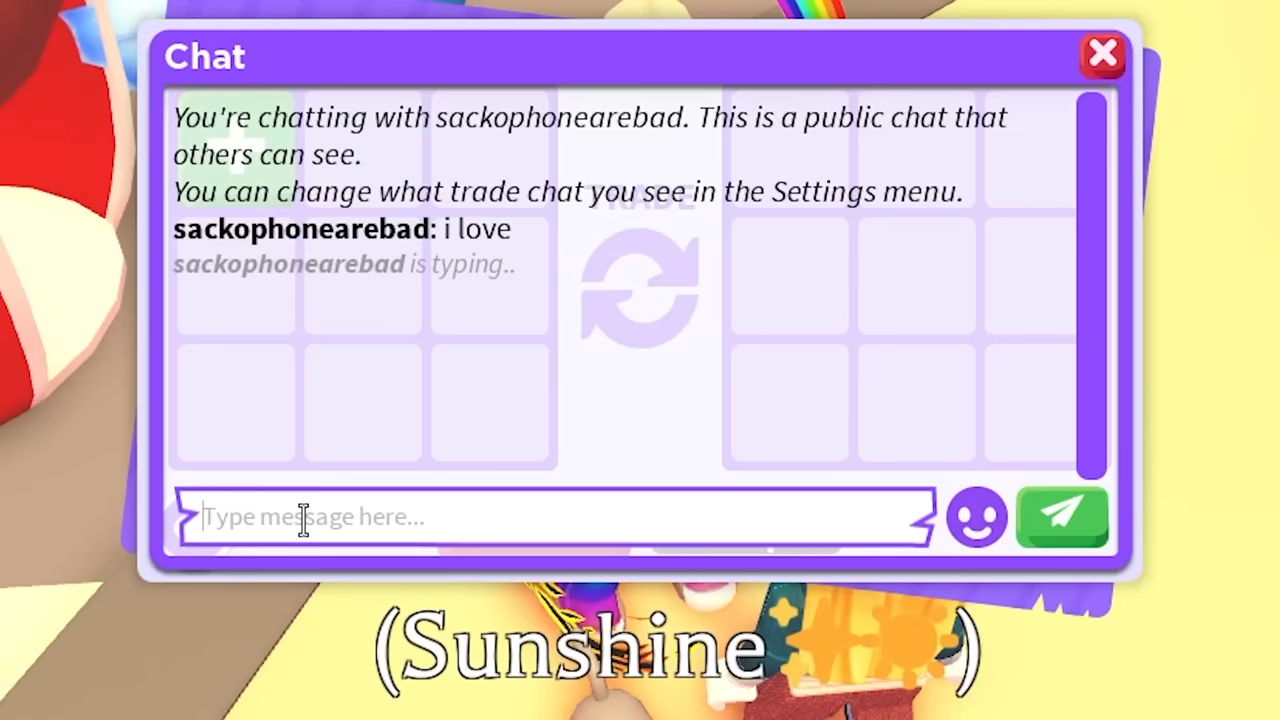 Chat
You're chatting with sackophonearebad. This is a public chat that
others can see.
You can change what trade chat you see in the Settings menu.
TRADE
sackophonearebad: i love
sackophonearebad is typing..
Type message here...
(Sunshine )